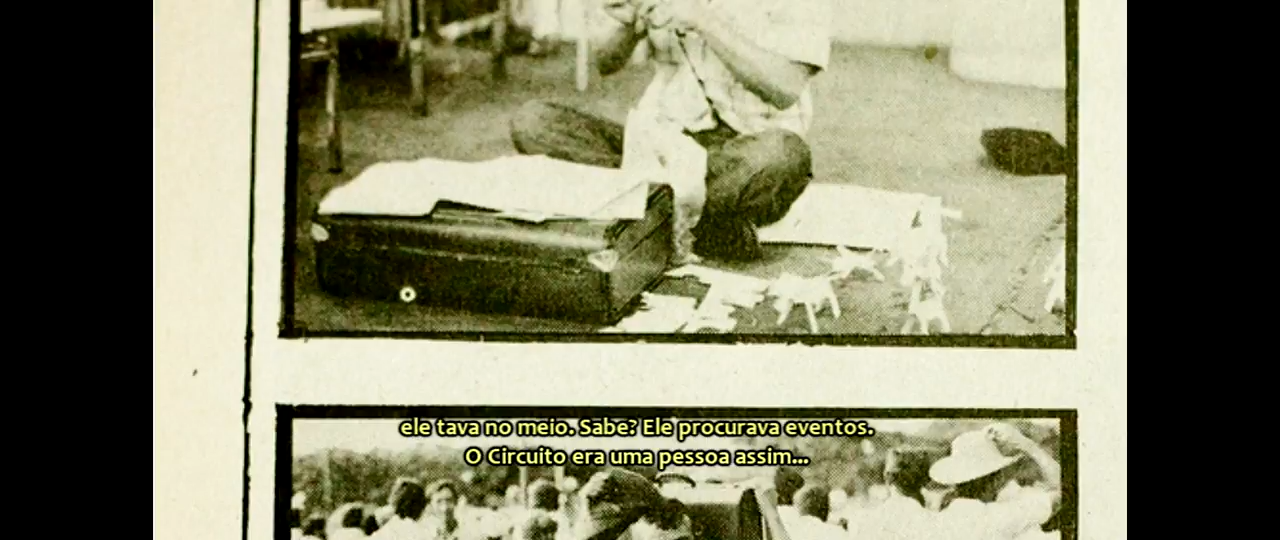 ele tava no meio. Sabe? Ele procurava eventos.
O Circuito era uma pessoa assim...